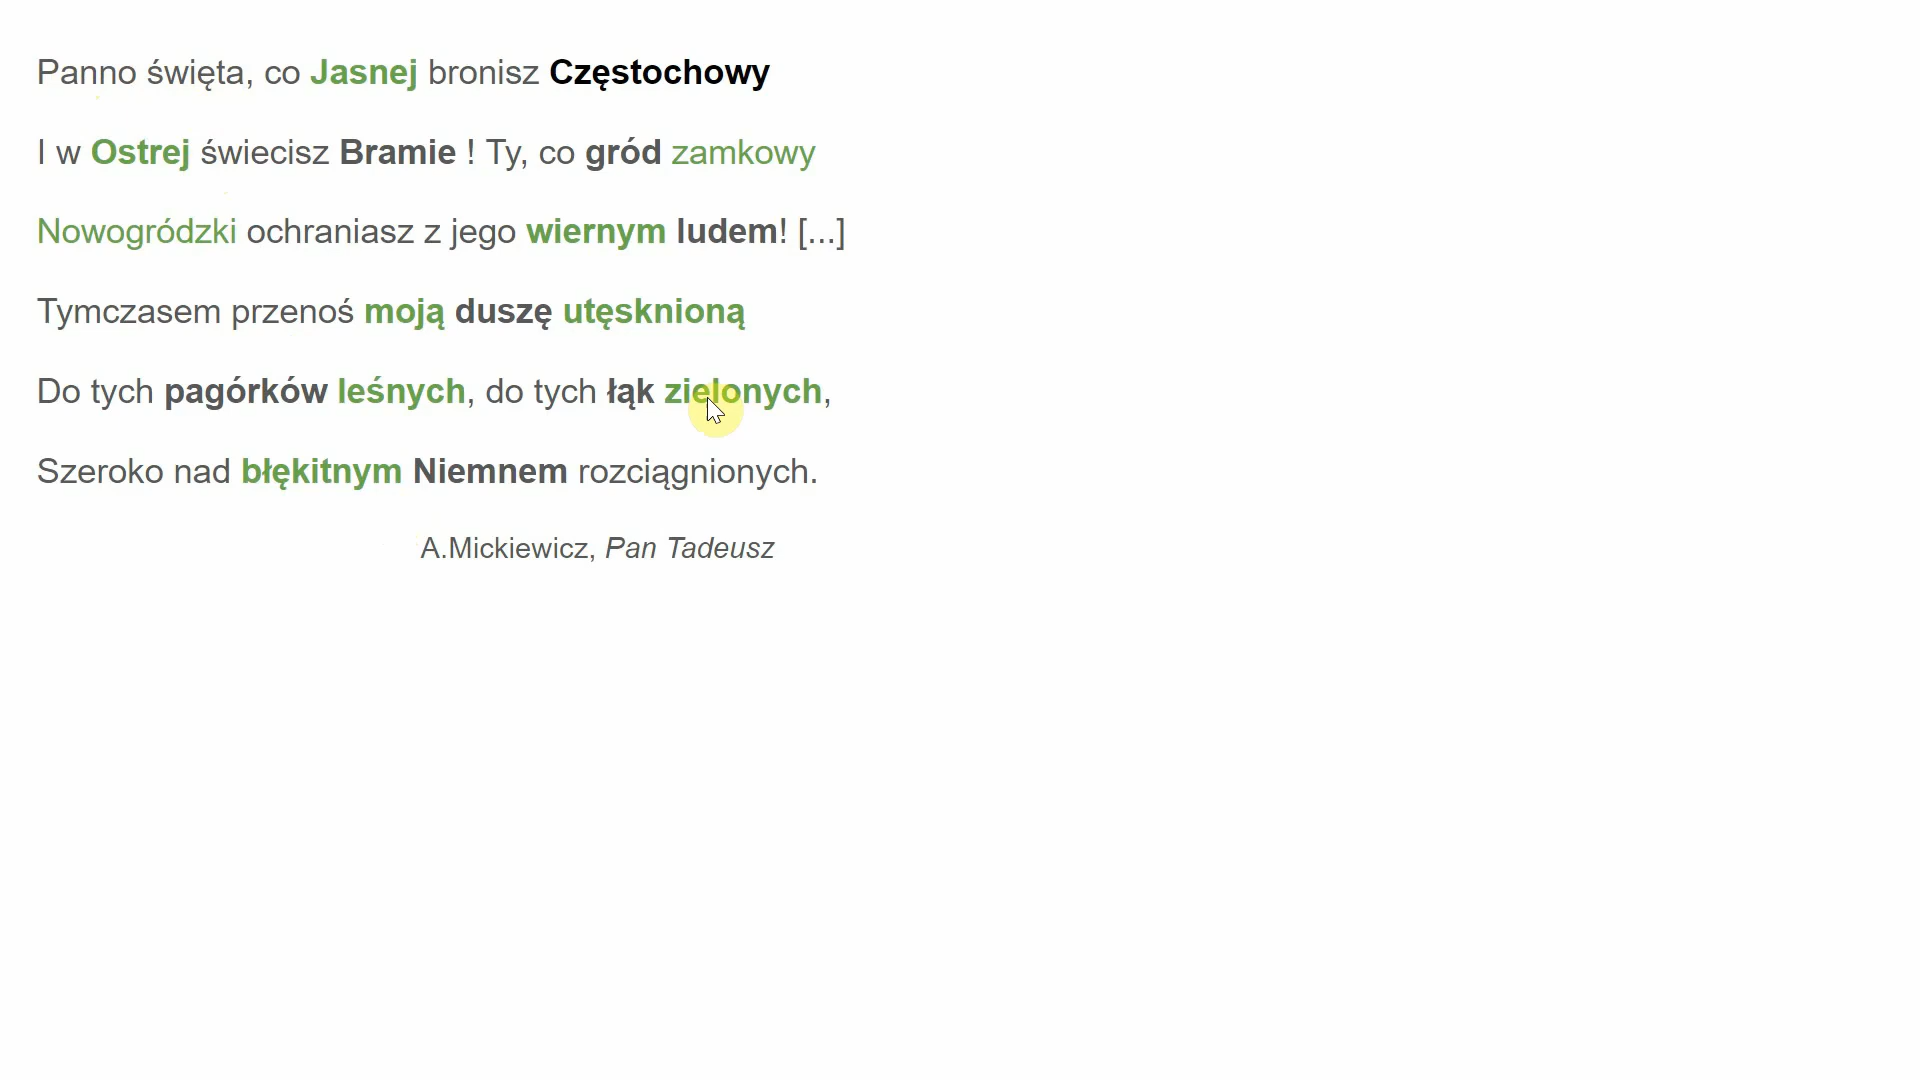 Panno święta, co Jasnej bronisz Częstochowy
I w Ostrej świecisz Bramie ! Ty, co gród zamkowy
Nowogródzki ochraniasz z jego wiernym ludem! [...]
Tymczasem przenoś moją duszę utęsknioną
Do tych pagórków leśnych, do tych łąk zielonych,
Szeroko nad błękitnym Niemnem rozciągnionych.
A.Mickiewicz, Pan Tadeusz